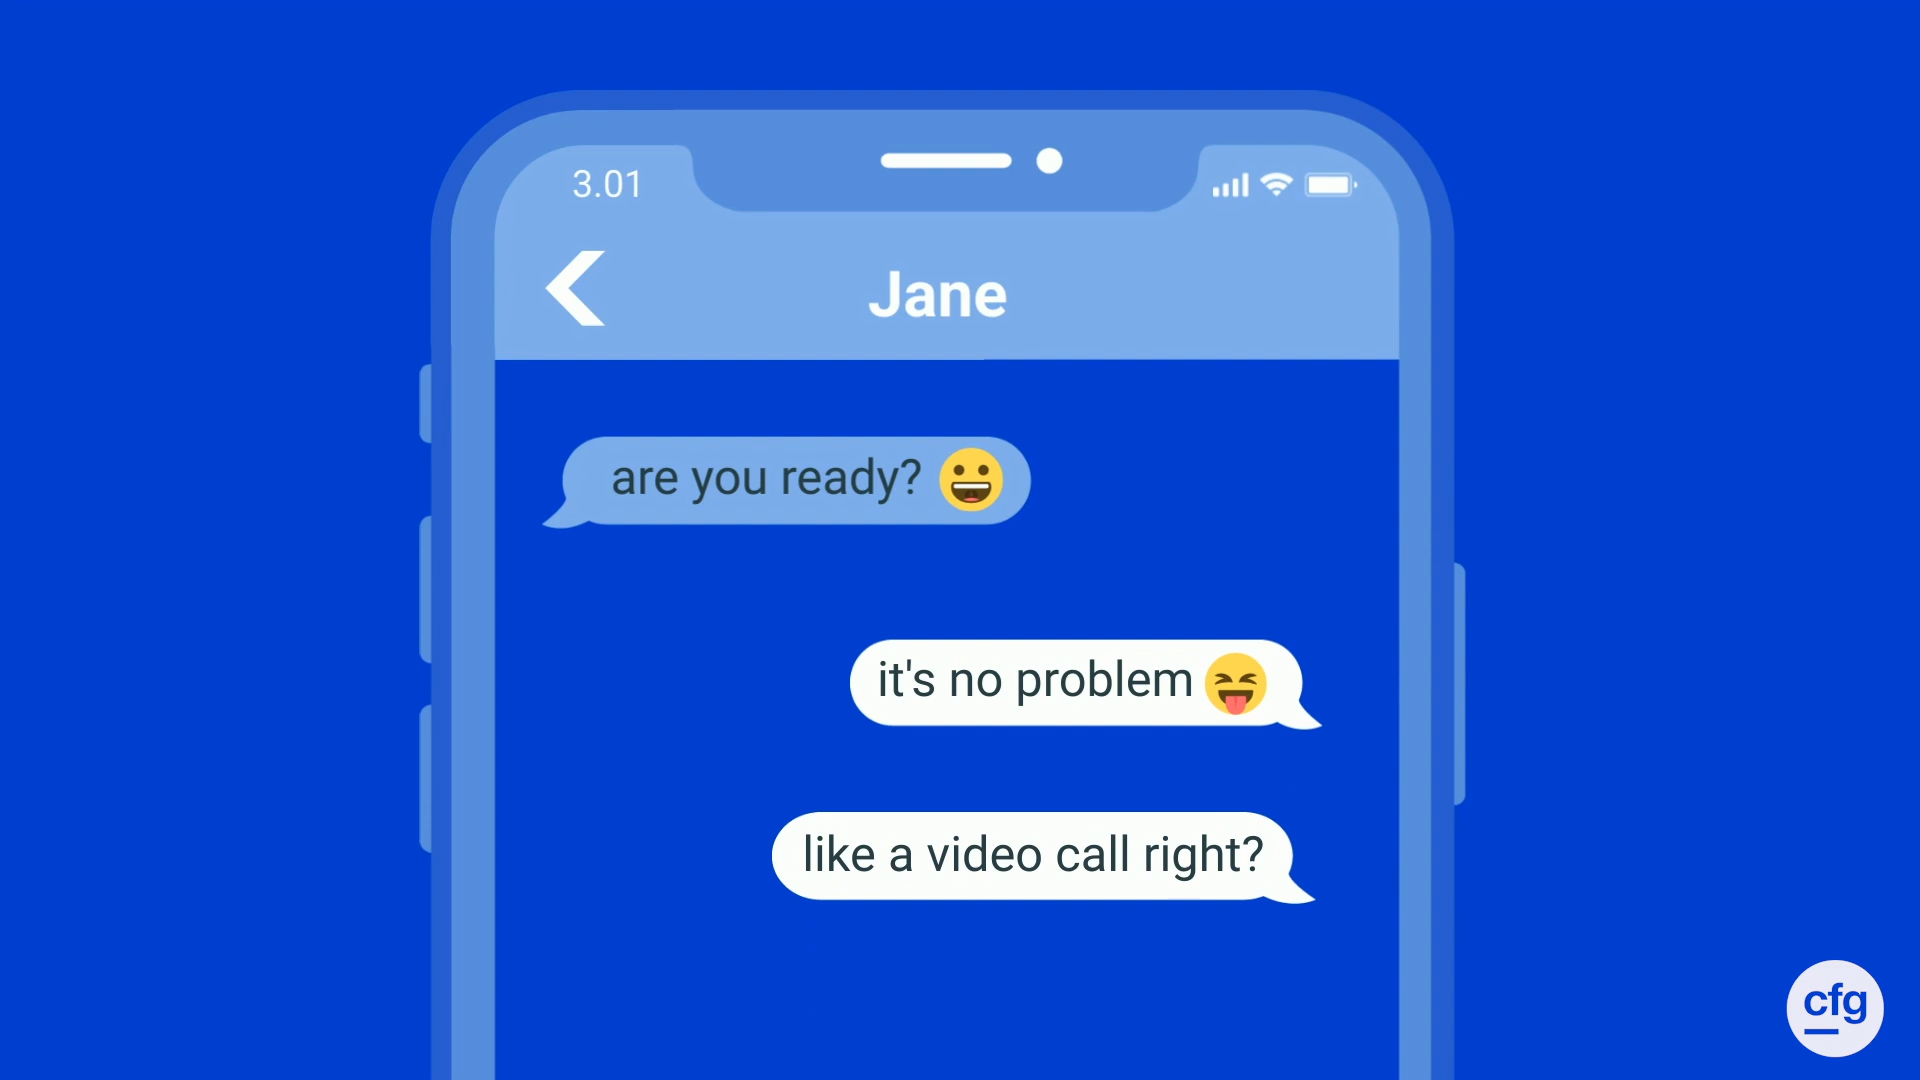 3.01
Jane
are you ready? 😀
it's no problem 😝
like a video call right?
cfg